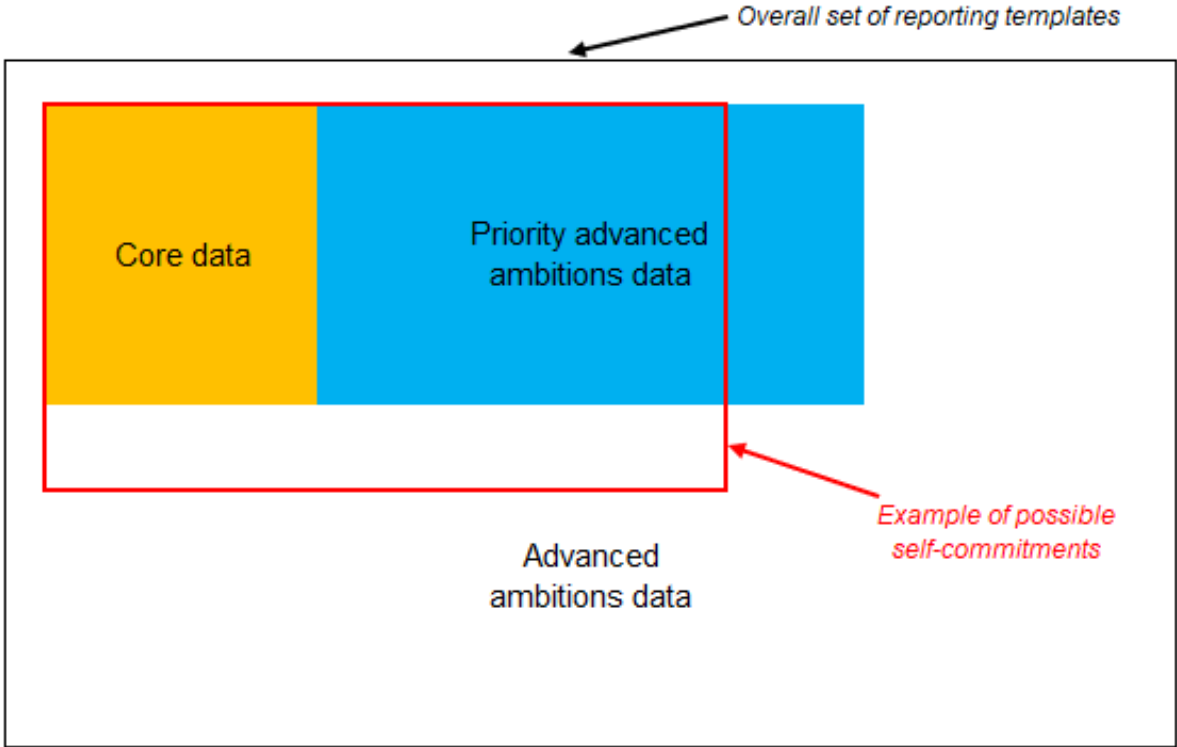 Overall set of reporting templates
Core data
Priority advanced
ambitions data
Example of possible
self-commitments
Advanced
ambitions data